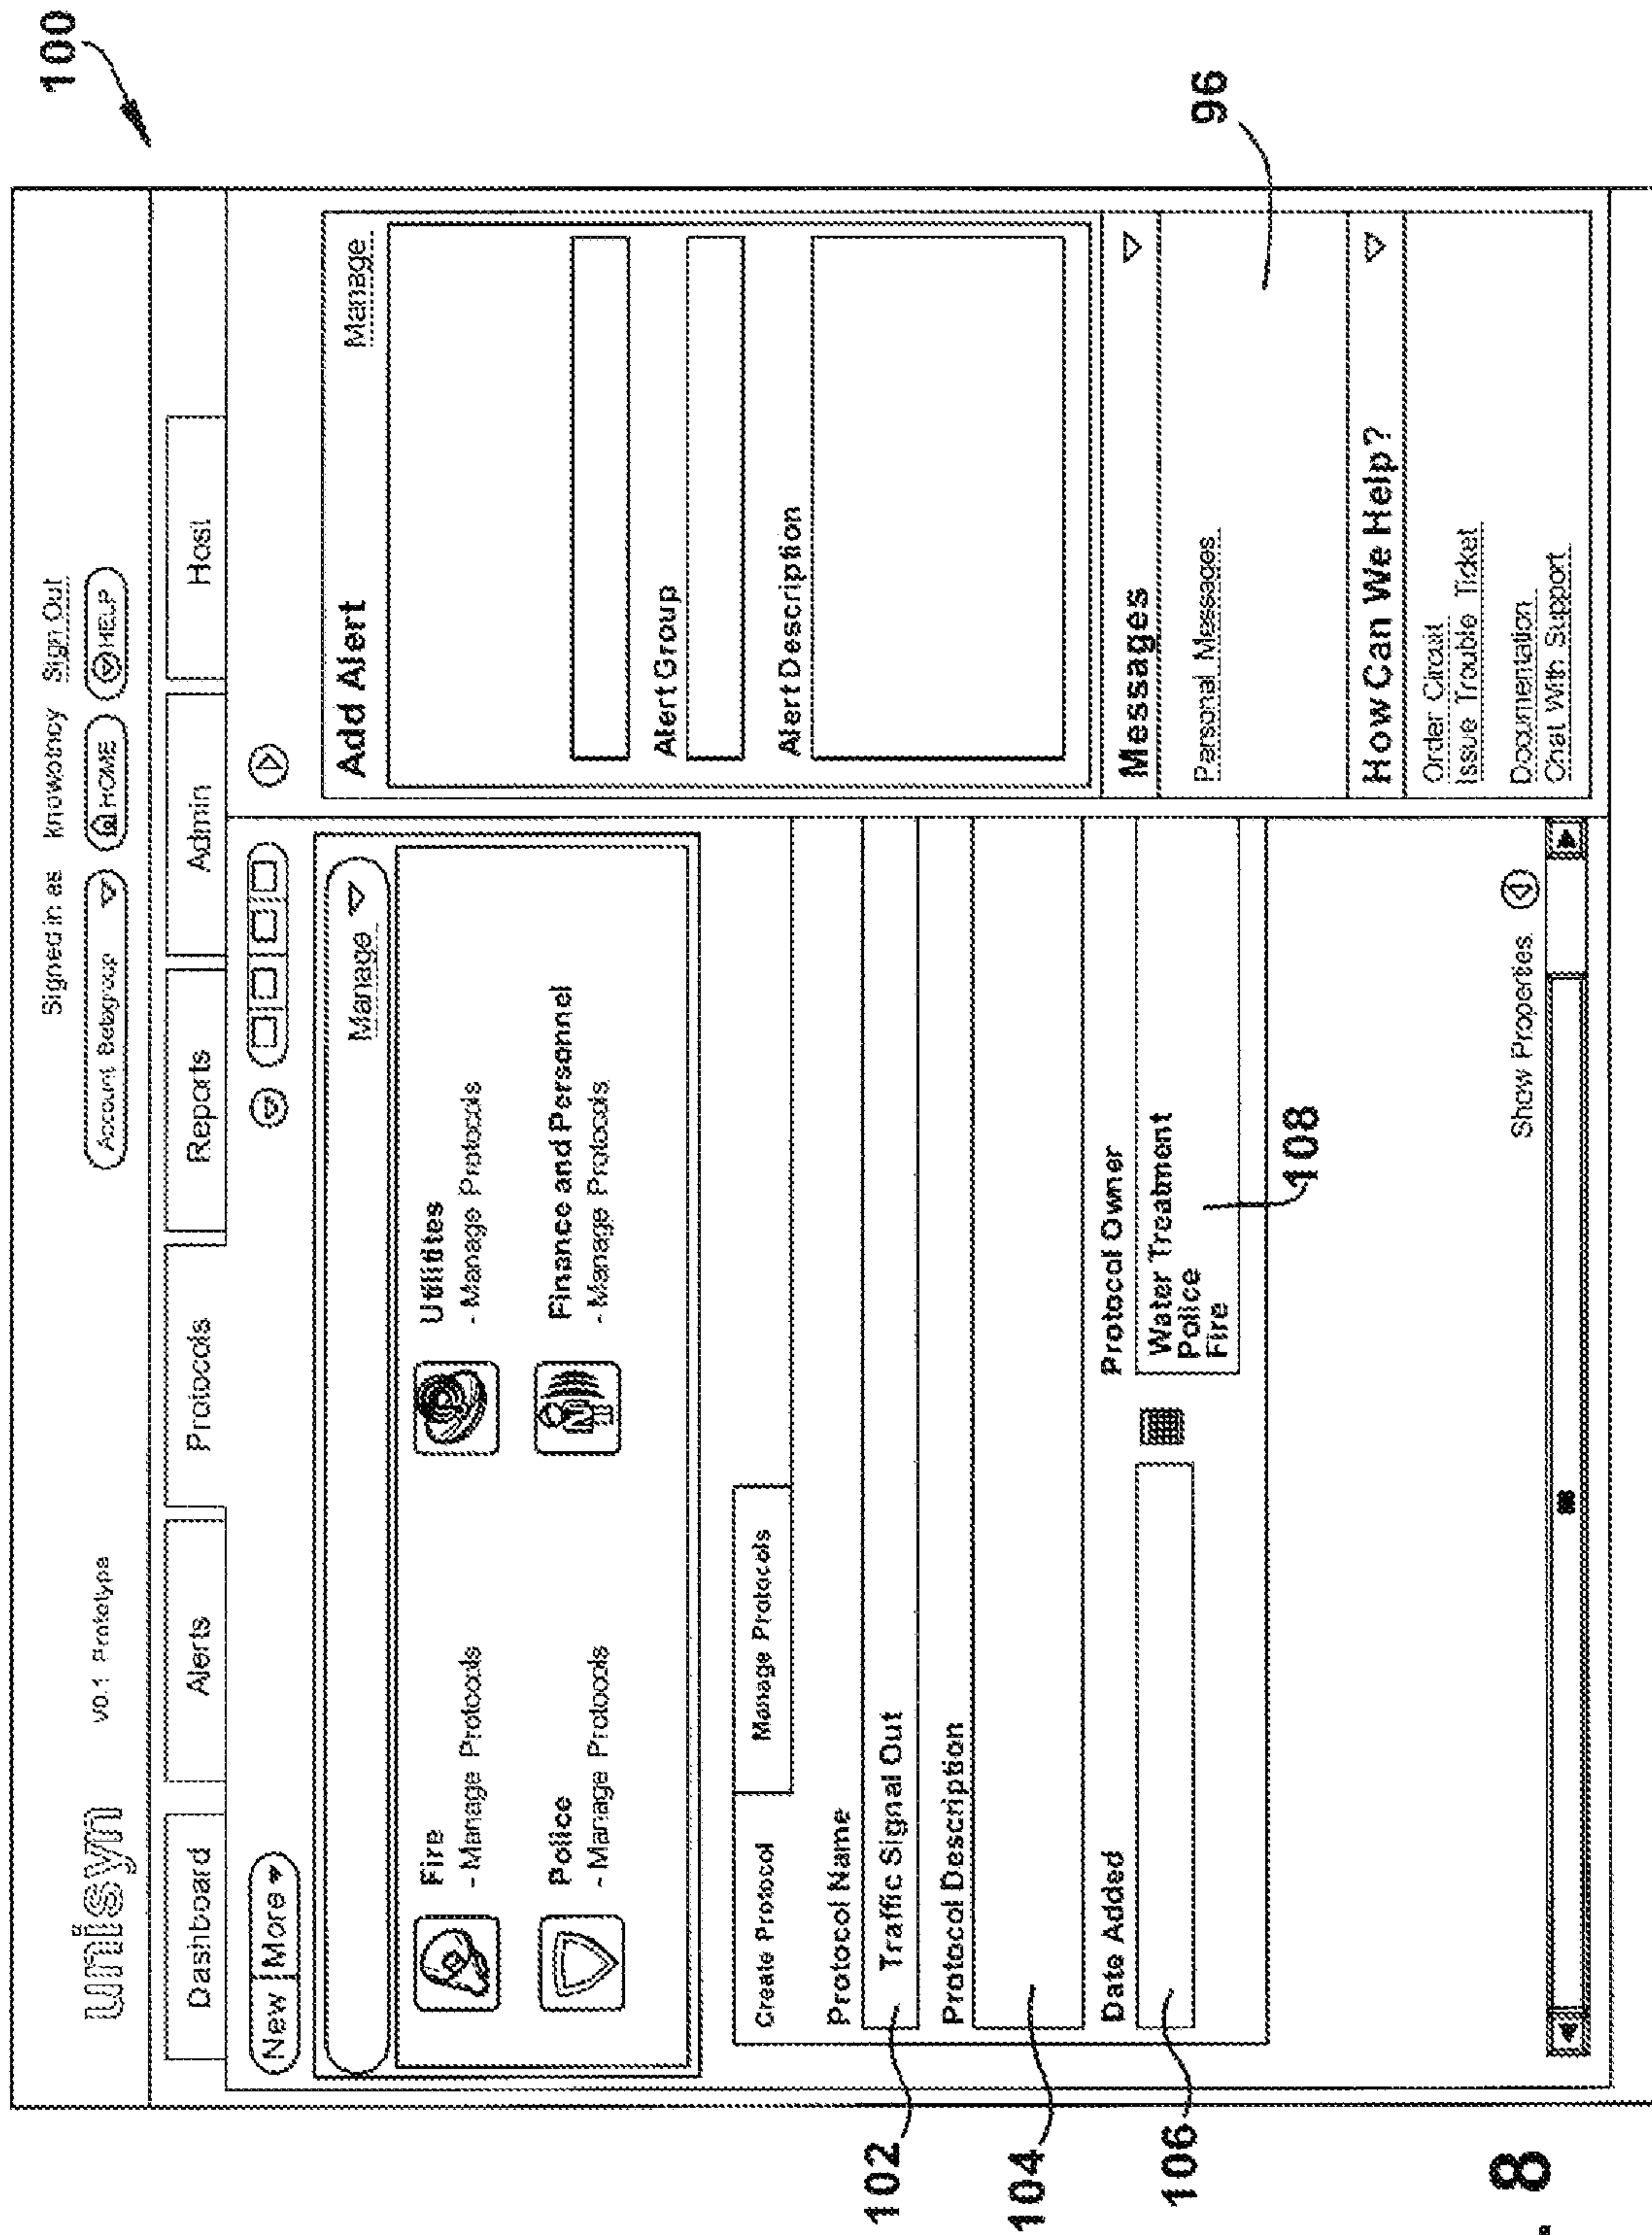 100
Signed in as knowothcy Sign Out
unisyn v0.1 Prototype Account Betagroup HOME HELP
Dashboard Alerts Protocols Reports Admin Host
New More
Manage
Fire
- Manage Protocols
Utilities
- Manage Protocols
Police
- Manage Protocols
Finance and Personnel
- Manage Protocols
Create Protocol Manage Protocols
Protocol Name
102 Traffic Signal Out
Protocol Description
104
Date Added
106
Protocol Owner
Water Treatment
Police
Fire
108
Show Properties
Add Alert Manage
Alert Group
Alert Description
Messages
Personal Messages
96
How Can We Help?
Order Circuit
Issue Trouble Ticket
Documentation
Chat With Support
8